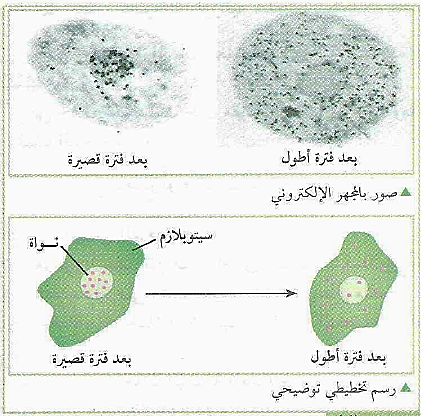 بعد فترة قصيرة
بعد فترة أطول
صور بالمجهر الإلكتروني
سيتوبلازم
نـواة
بعد فترة قصيرة
بعد فترة أطول
رسم تخطيطي توضيحي